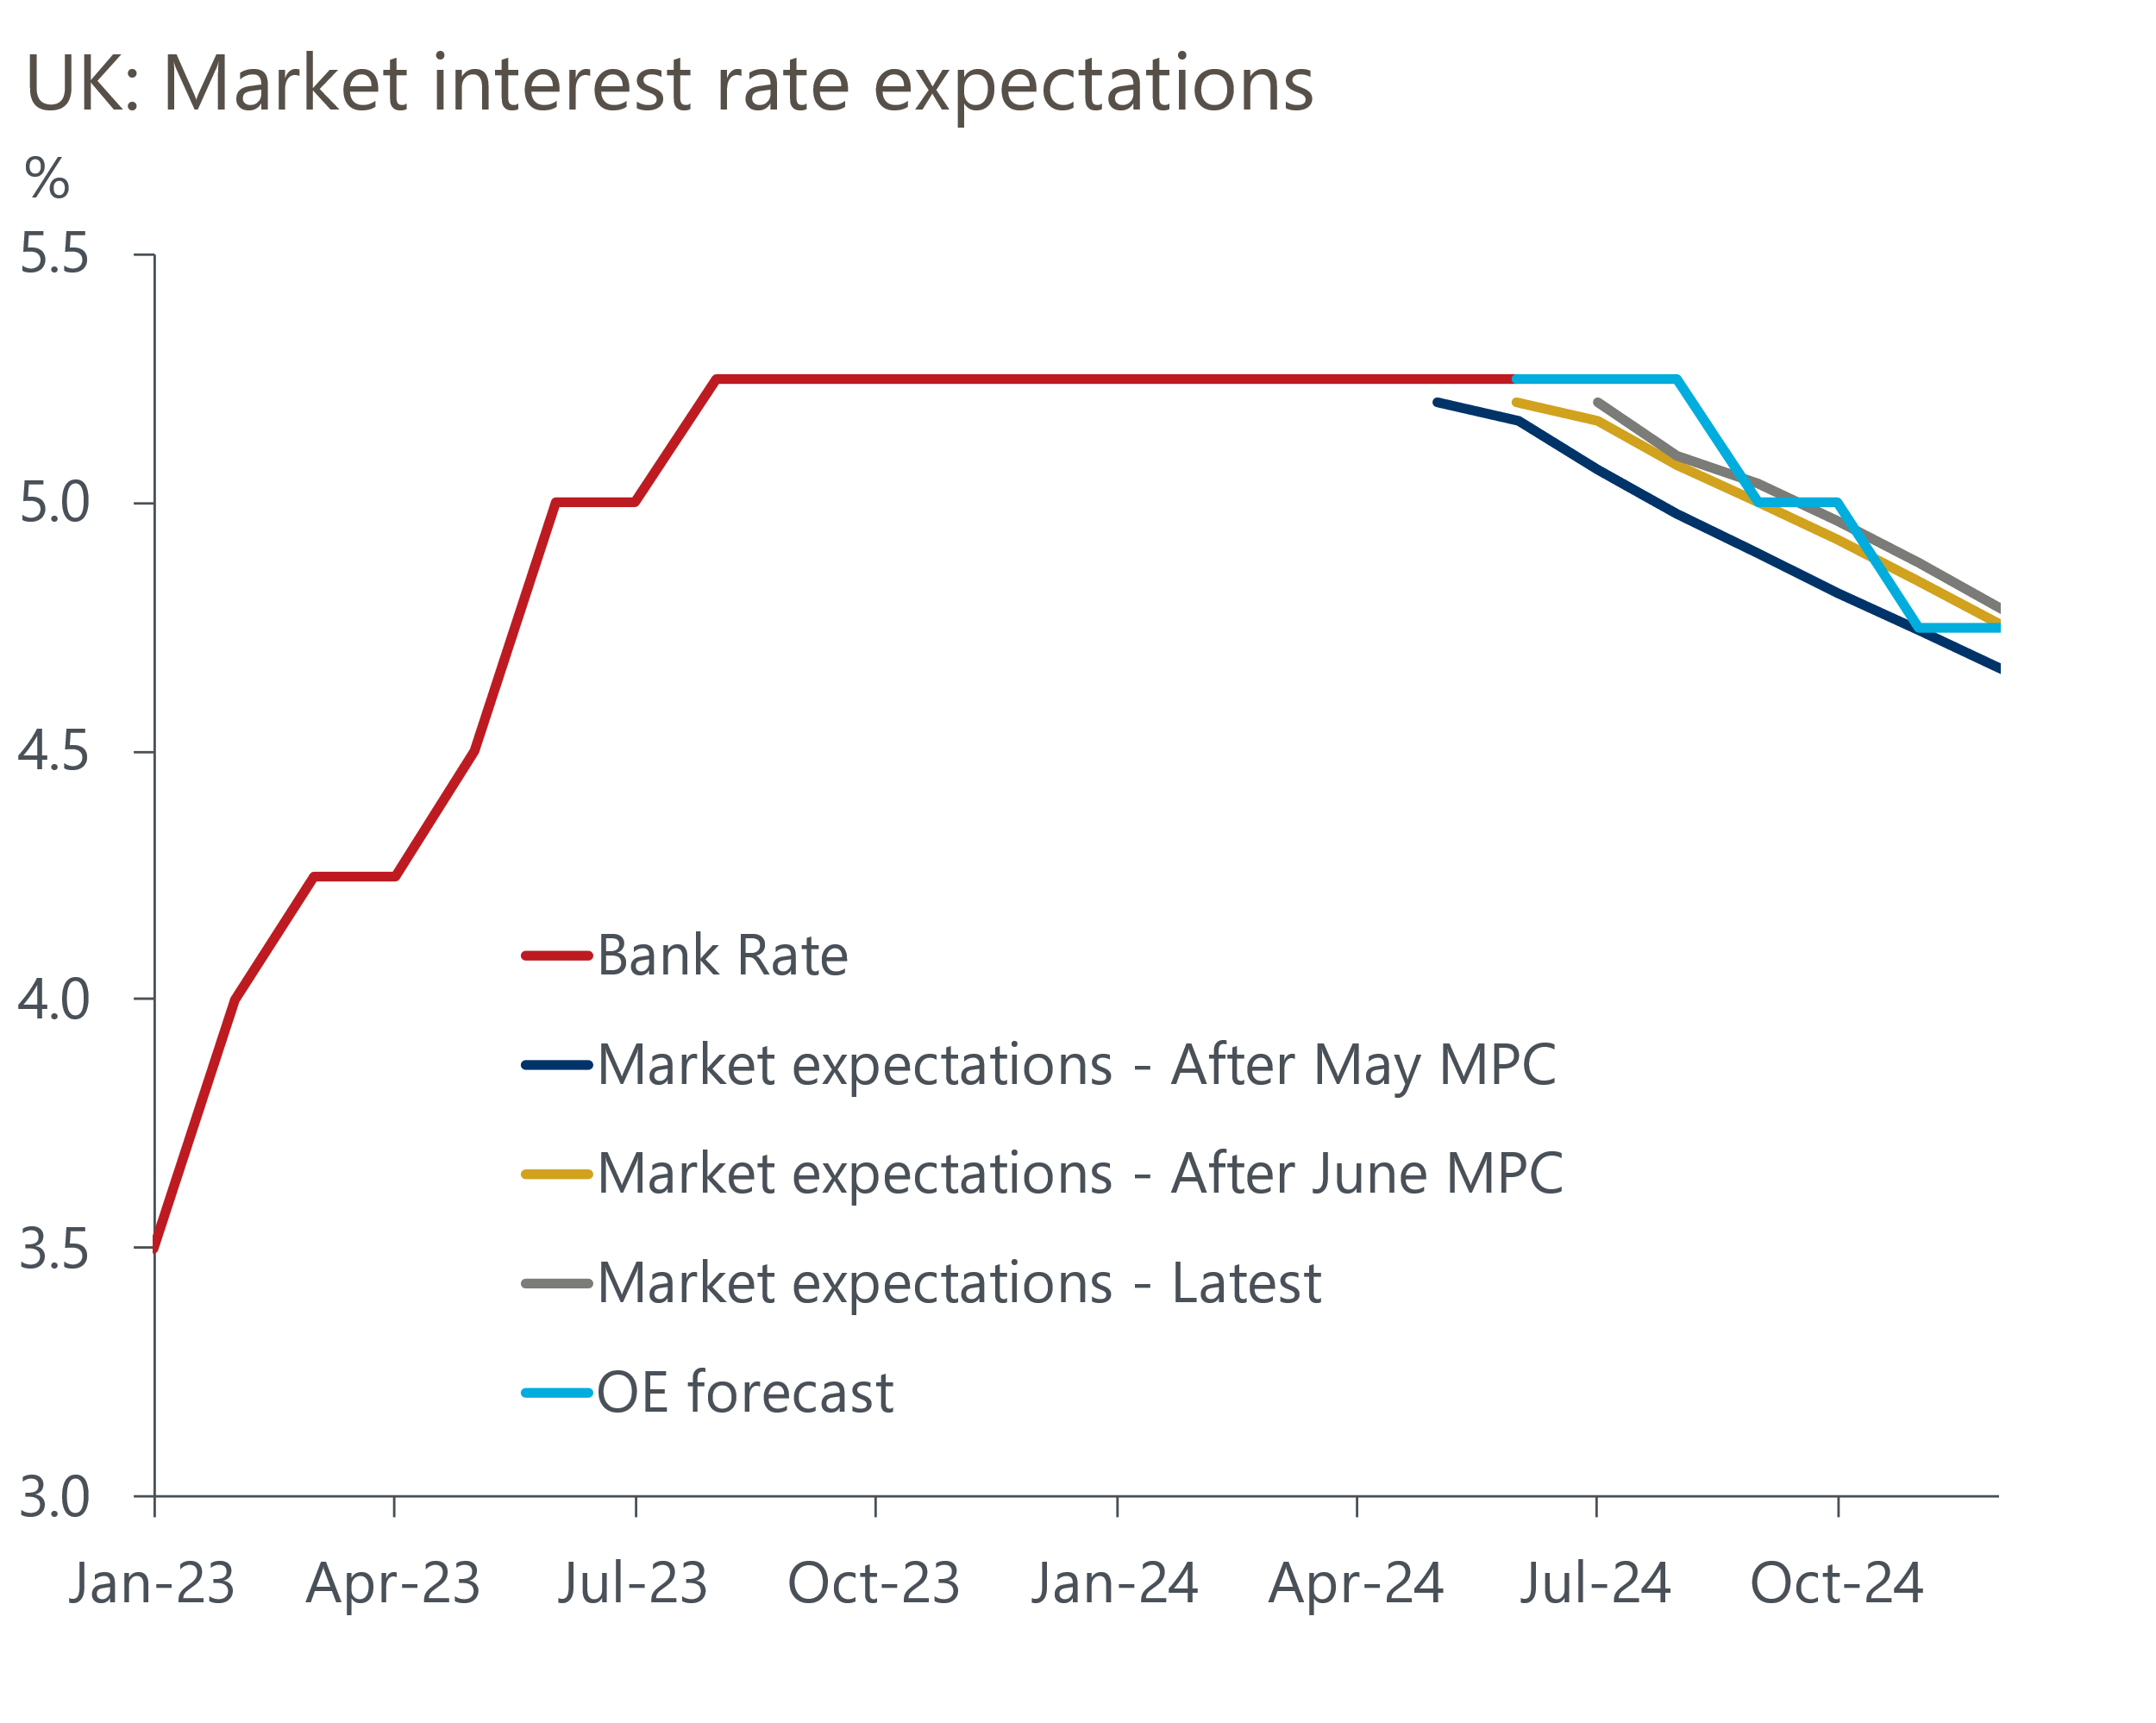 UK: Market interest rate expectations
%
5.5
5.0
4.5
4.0
3.5
3.0
Bank Rate
Market expectations - After May MPC
Market expectations - After June MPC
Market expectations - Latest
OE forecast
Jan-23 Apr-23 Jul-23 Oct-23 Jan-24 Apr-24 Jul-24 Oct-24